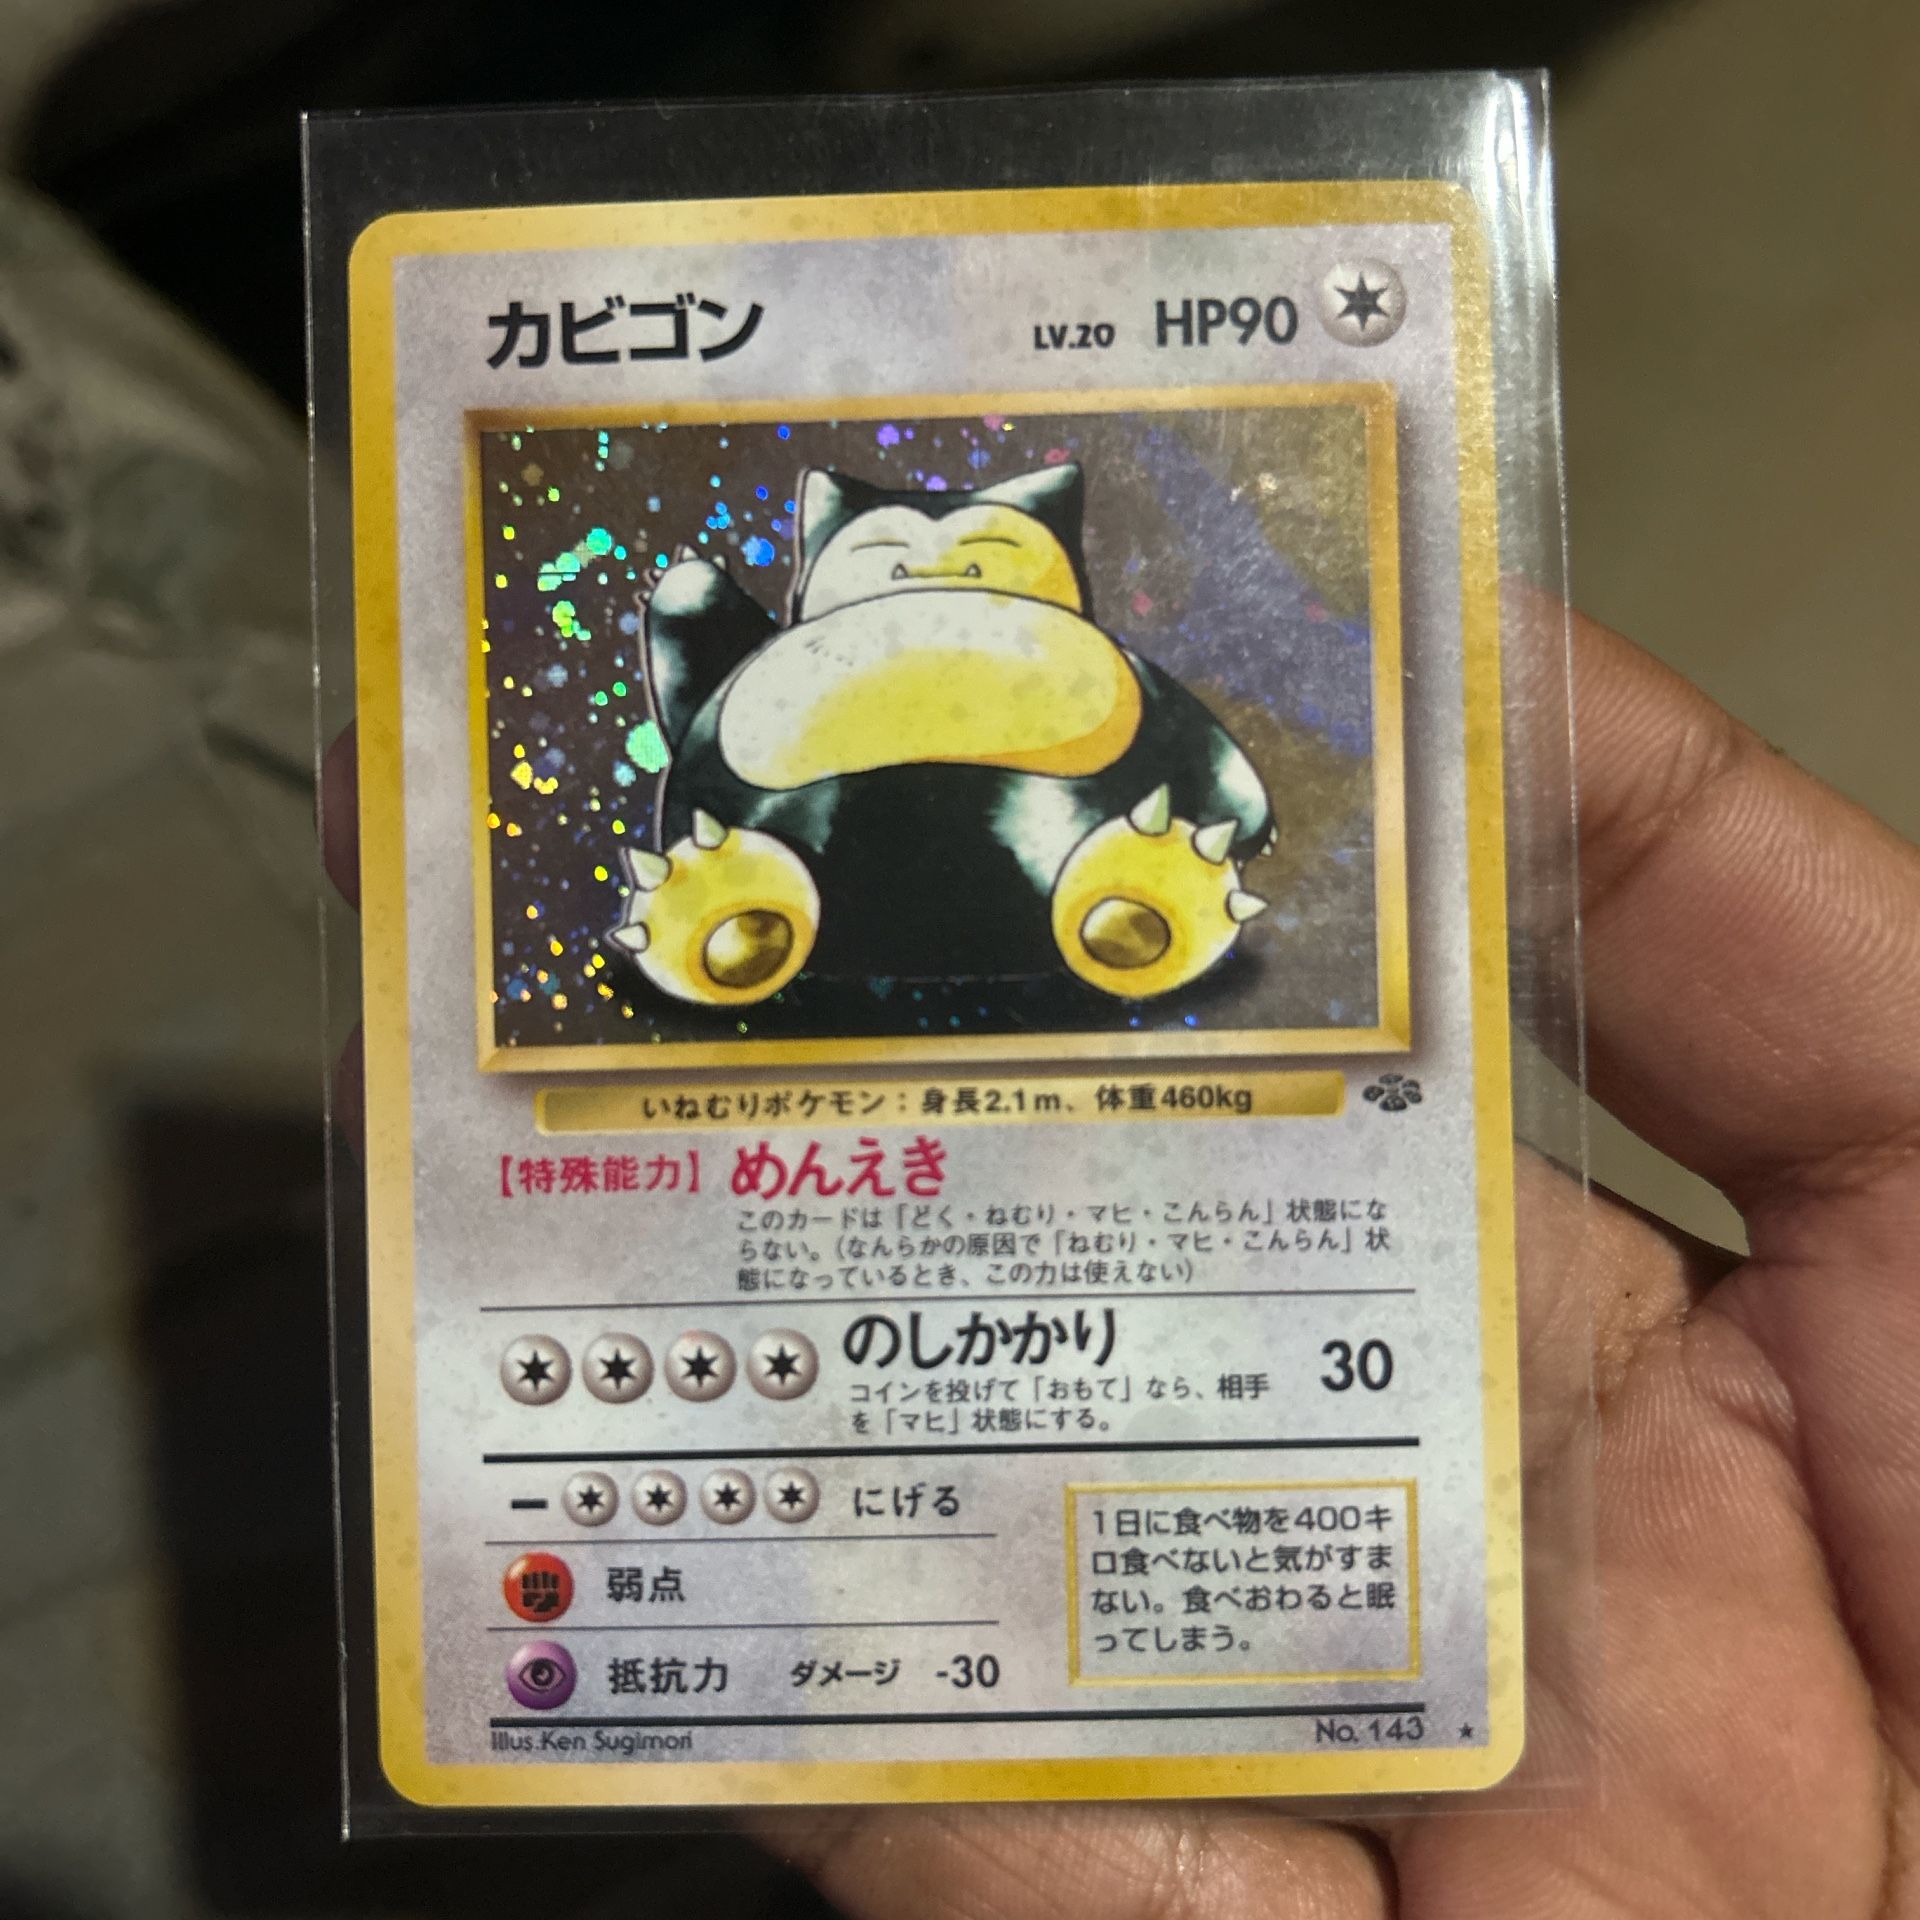 カビゴン LV.20 HP90
いねむりポケモン：身長2.1m、体重460kg
【特殊能力】めんえき
このカードは「どく・ねむり・マヒ・こんらん」状態にな
らない。（なんらかの原因で「ねむり・マヒ・こんらん」状
態になっているとき、この力は使えない）
のしかかり 30
コインを投げて「おもて」なら、相手
を「マヒ」状態にする。
ー にげる
弱点
抵抗力 ダメージ -30
1日に食べ物を400キ
ロ食べないと気がすま
ない。食べおわると眠
ってしまう。
Illus.Ken Sugimori No. 143 ★